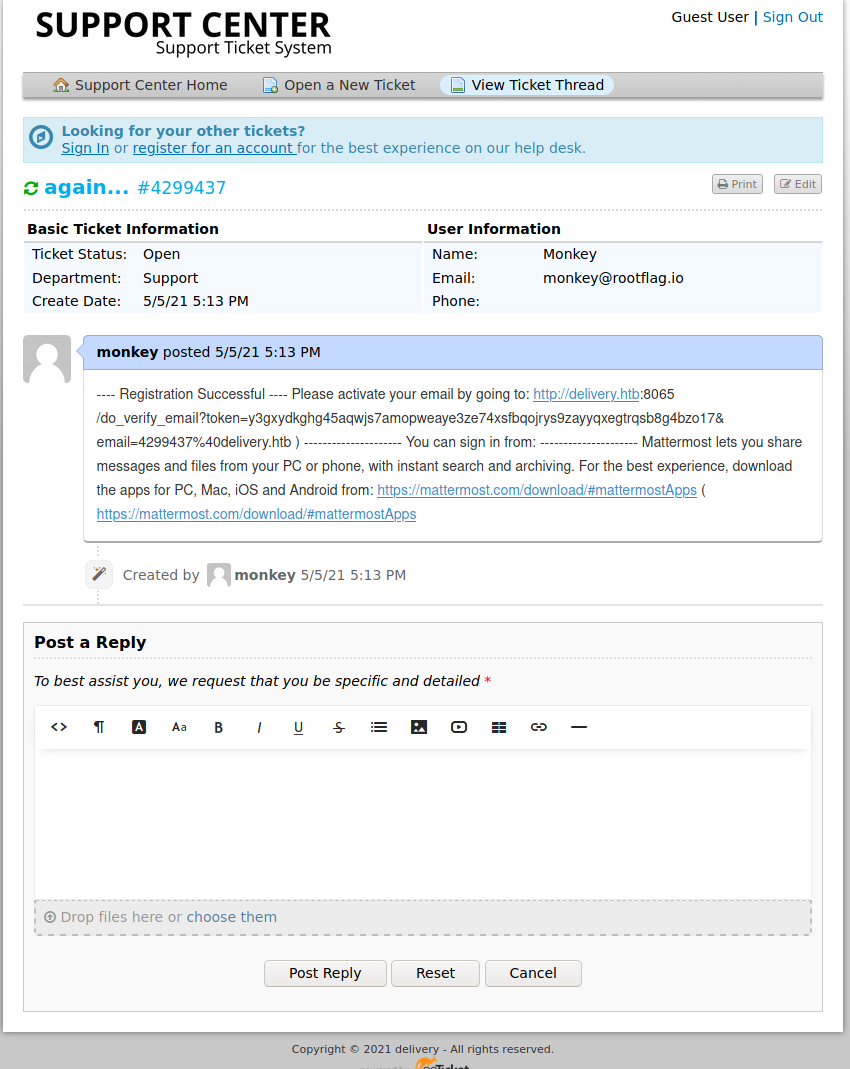 SUPPORT CENTER
Support Ticket System
Guest User | Sign Out
Support Center Home
Open a New Ticket
View Ticket Thread
Looking for your other tickets?
Sign In or register for an account for the best experience on our help desk.
again... #4299437
Print
Edit
Basic Ticket Information
Ticket Status: Open
Department: Support
Create Date: 5/5/21 5:13 PM
User Information
Name: Monkey
Email: monkey@rootflag.io
Phone:
monkey posted 5/5/21 5:13 PM
---- Registration Successful ---- Please activate your email by going to: http://delivery.htb:8065
/do_verify_email?token=y3gxydkghg45aqwjs7amopweaye3ze74xsfbqojrys9zayyqxegtrqsb8g4bzo17&
email=4299437%40delivery.htb ) --------------------- You can sign in from: --------------------- Mattermost lets you share
messages and files from your PC or phone, with instant search and archiving. For the best experience, download
the apps for PC, Mac, iOS and Android from: https://mattermost.com/download/#mattermostApps (
https://mattermost.com/download/#mattermostApps
Created by monkey 5/5/21 5:13 PM
Post a Reply
To best assist you, we request that you be specific and detailed *
<> ¶ A Aa B I U S
Drop files here or choose them
Post Reply
Reset
Cancel
Copyright © 2021 delivery - All rights reserved.